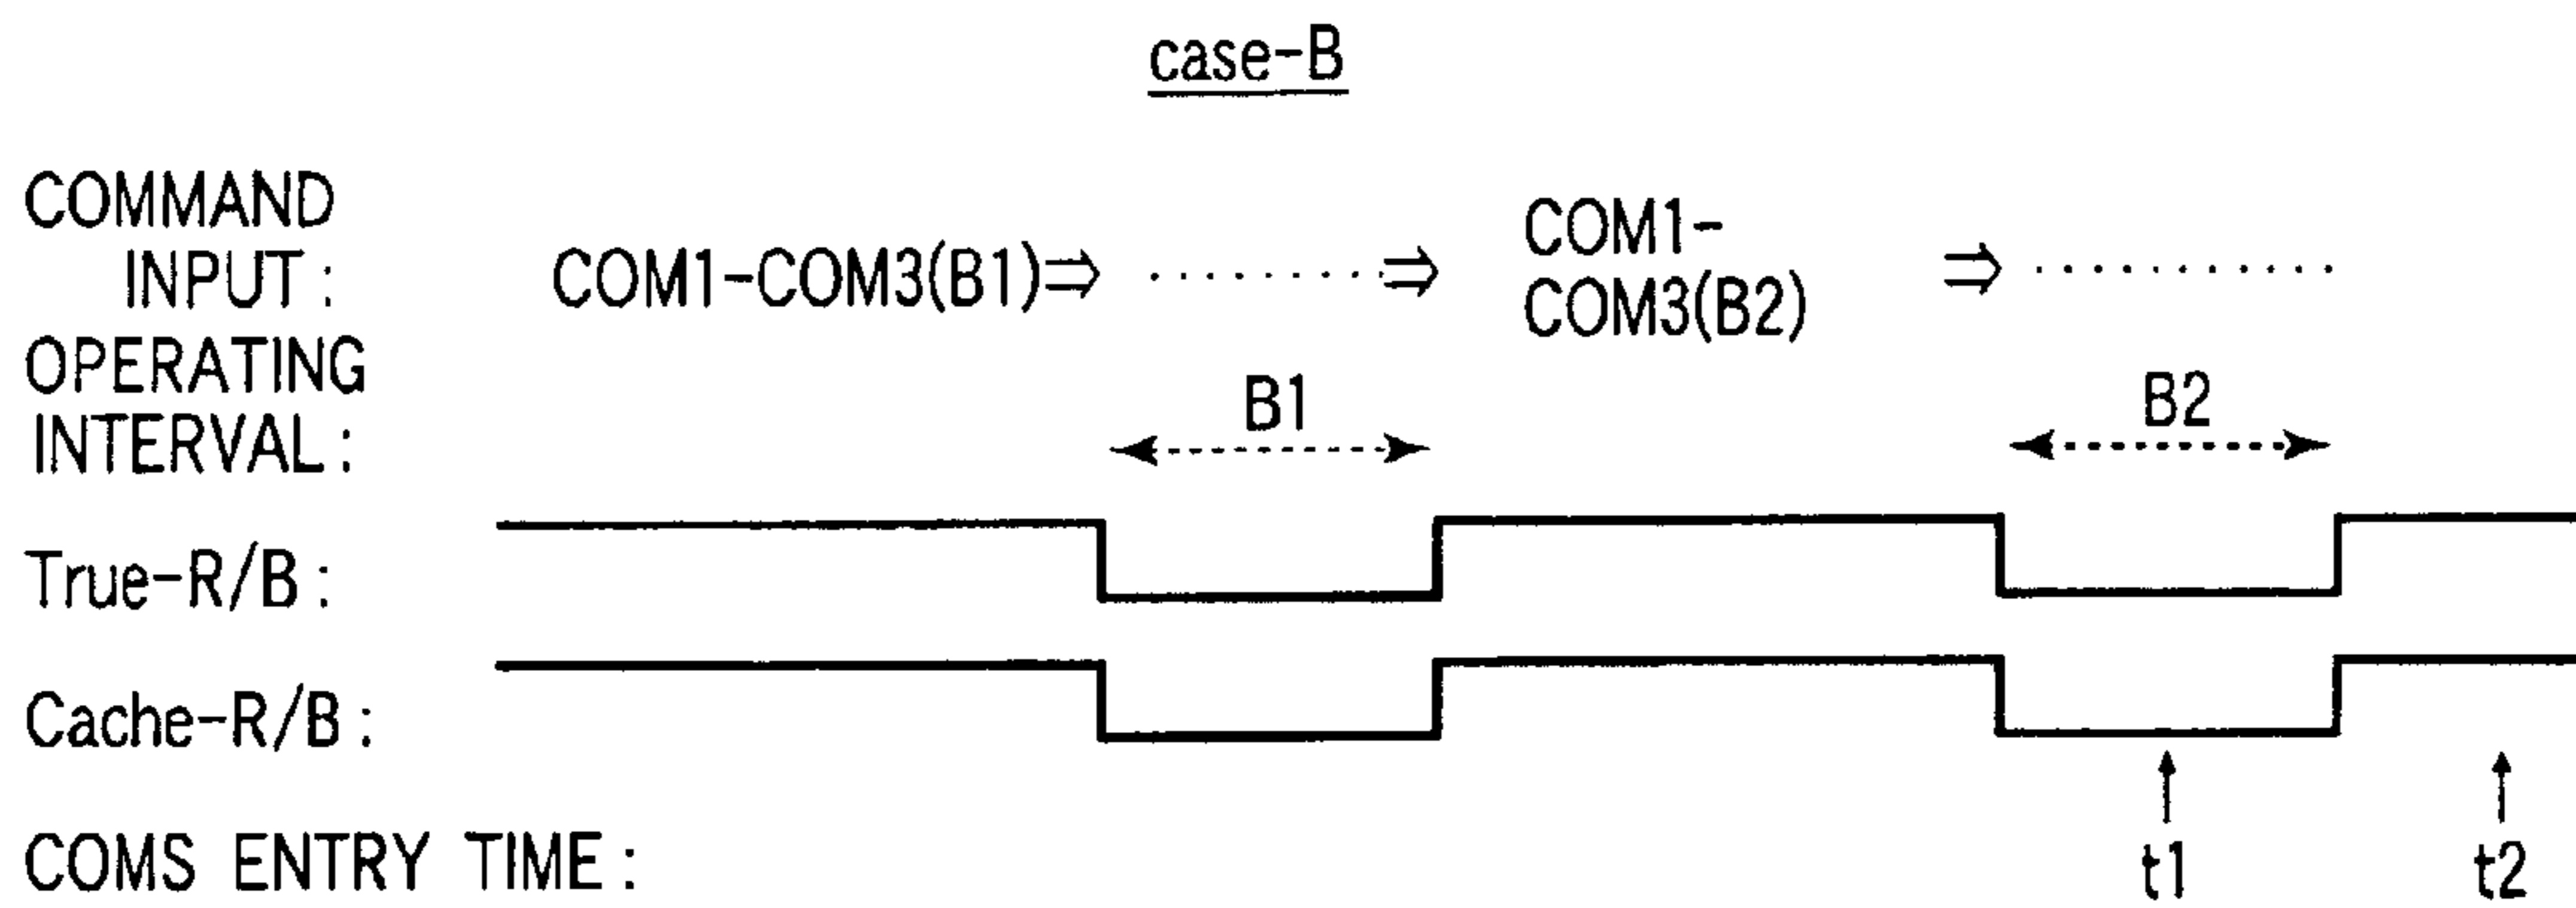 case-B
COMMAND
INPUT :
COM1-COM3(B1)⇒ ········⇒ COM1-
COM3(B2) ⇒ ··········
OPERATING
INTERVAL :
B1 B2
True-R/B :
Cache-R/B :
COMS ENTRY TIME : t1 t2